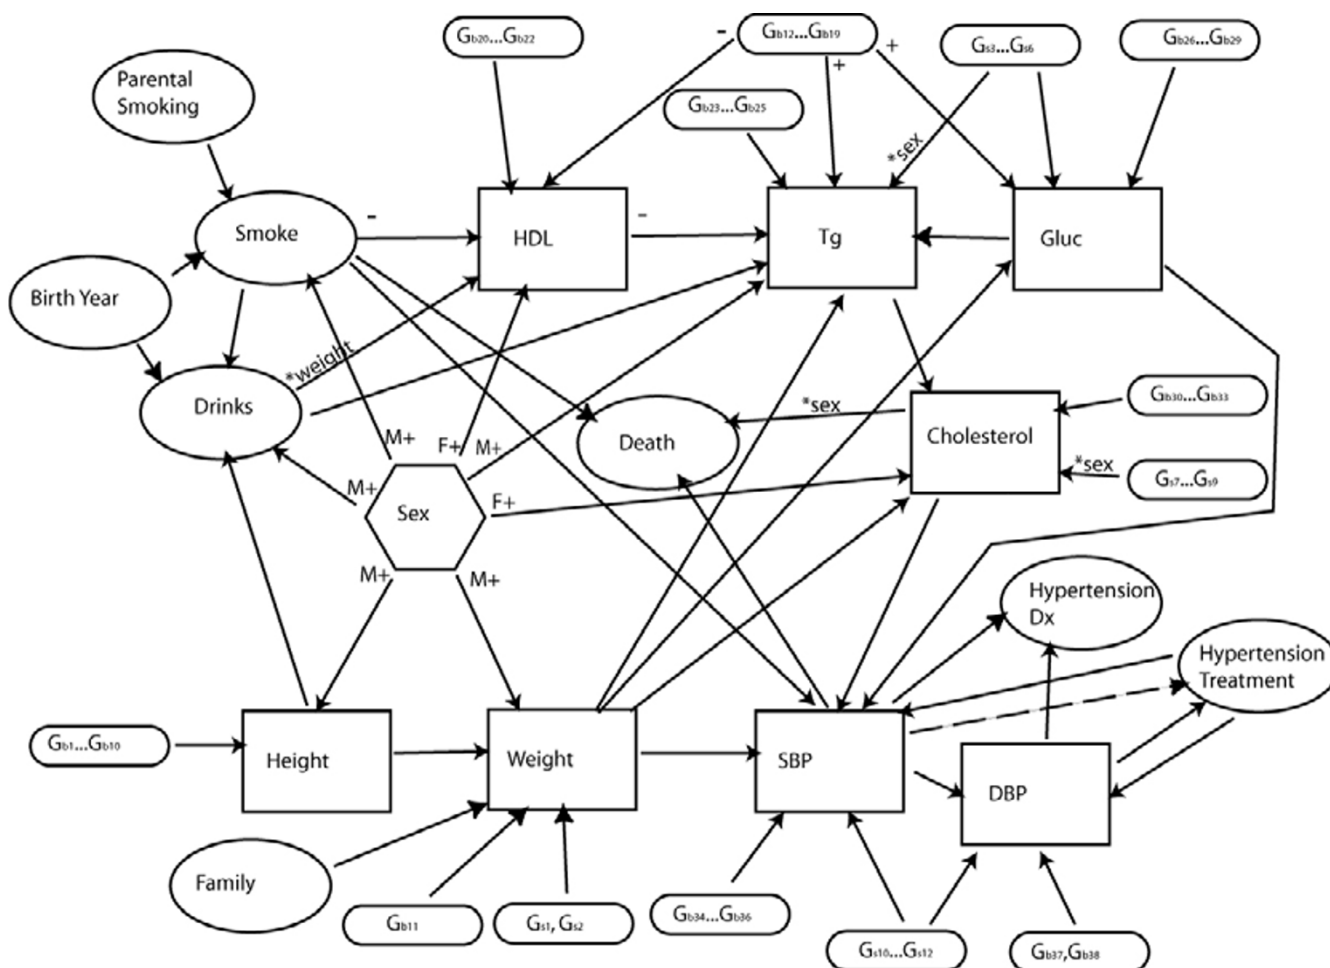 Gb20...Gb22
Gb12...Gb19
Gs3...Gs6
Gb26...Gb29
-
+
+
Parental
Smoking
Gb23...Gb25
*sex
Smoke
-
HDL
-
Tg
Gluc
Birth Year
*weight
Drinks
*sex
Gb30...Gb33
Death
Cholesterol
M+
F+
M+
*sex
Gs7...Gs9
M+
Sex
F+
M+
M+
Hypertension
Dx
Hypertension
Treatment
Gb1...Gb10
Height
Weight
SBP
DBP
Family
Gb11
Gs1, Gs2
Gb34...Gb36
Gs10...Gs12
Gb37,Gb38